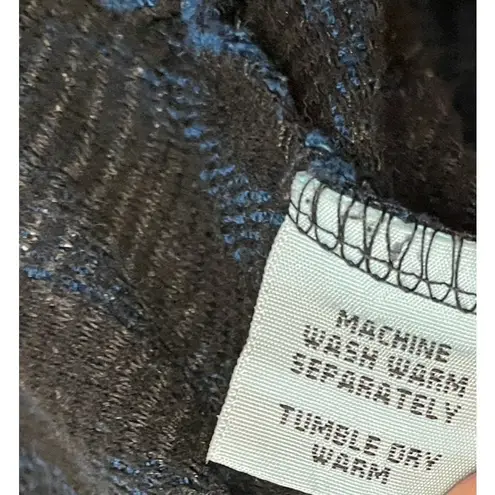 MACHINE
WASH WARM
SEPARATELY
TUMBLE DRY
WARM